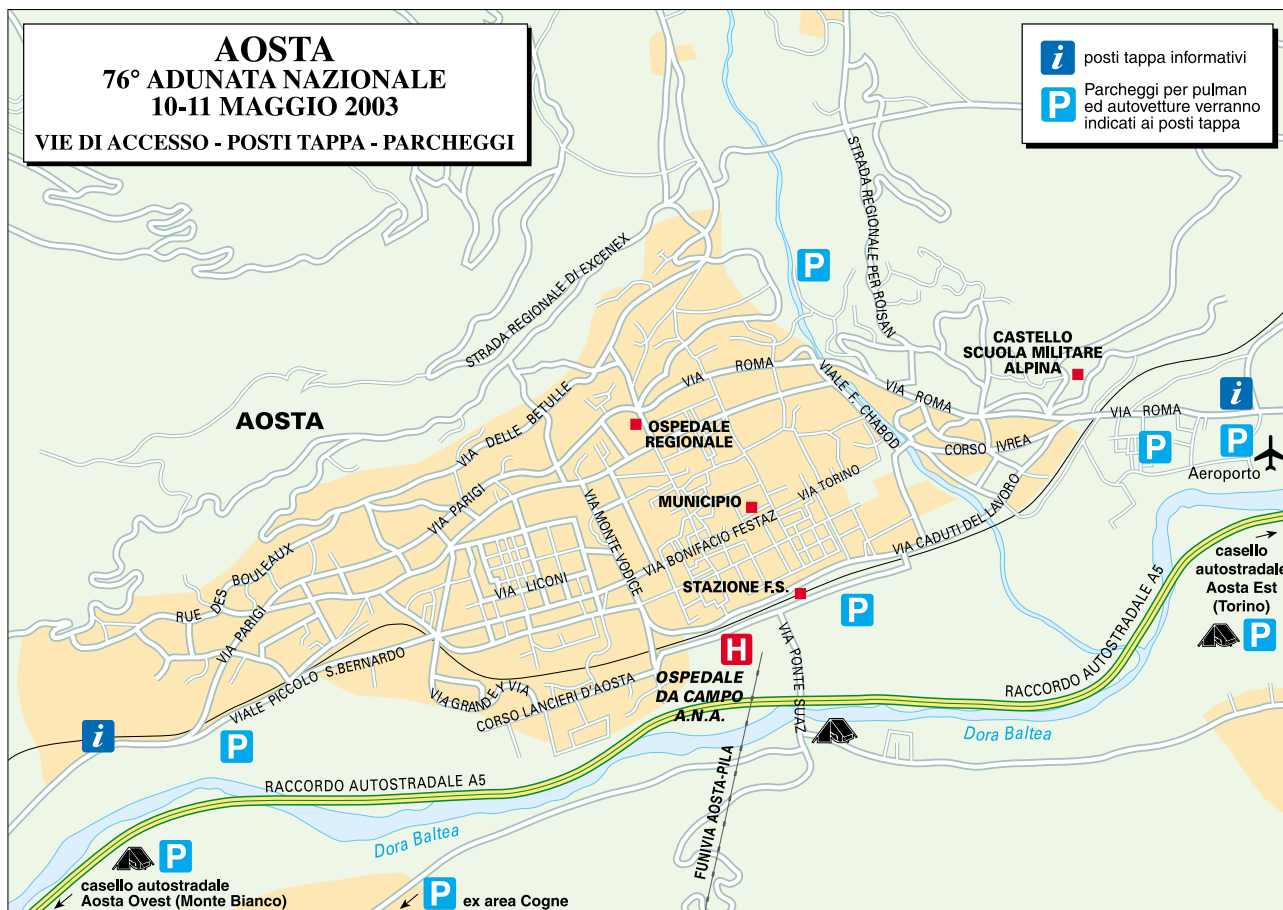 AOSTA
76° ADUNATA NAZIONALE
10-11 MAGGIO 2003
VIE DI ACCESSO - POSTI TAPPA - PARCHEGGI
i posti tappa informativi
P Parcheggi per pulman
ed autovetture verranno
indicati ai posti tappa
STRADA REGIONALE PER ROISAN
STRADA REGIONALE DI EXCENEX
P
CASTELLO
SCUOLA MILITARE
ALPINA
VIA ROMA
VIALE F. CHABOD
VIA ROMA
VIA ROMA
i
AOSTA
VIA DELLE BETULLE
OSPEDALE
REGIONALE
CORSO IVREA
P
P
Aeroporto
VIA PARIGI
VIA MONTE VODICE
MUNICIPIO
VIA TORINO
VIA BONIFACIO FESTAZ
VIA CADUTI DEL LAVORO
RUE DES BOULEAUX
VIA LICONI
STAZIONE F.S.
P
casello
autostradale
Aosta Est
(Torino)
P
VIA PARIGI
VIALE PICCOLO S.BERNARDO
VIA GRAND EYVIA
CORSO LANCIERI D'AOSTA
H
OSPEDALE
DA CAMPO
A.N.A.
VIA PONTE SUAZ
RACCORDO AUTOSTRADALE A5
Dora Baltea
i
P
RACCORDO AUTOSTRADALE A5
Dora Baltea
FUNIVIA AOSTA-PILA
P
casello autostradale
Aosta Ovest (Monte Bianco)
P ex area Cogne